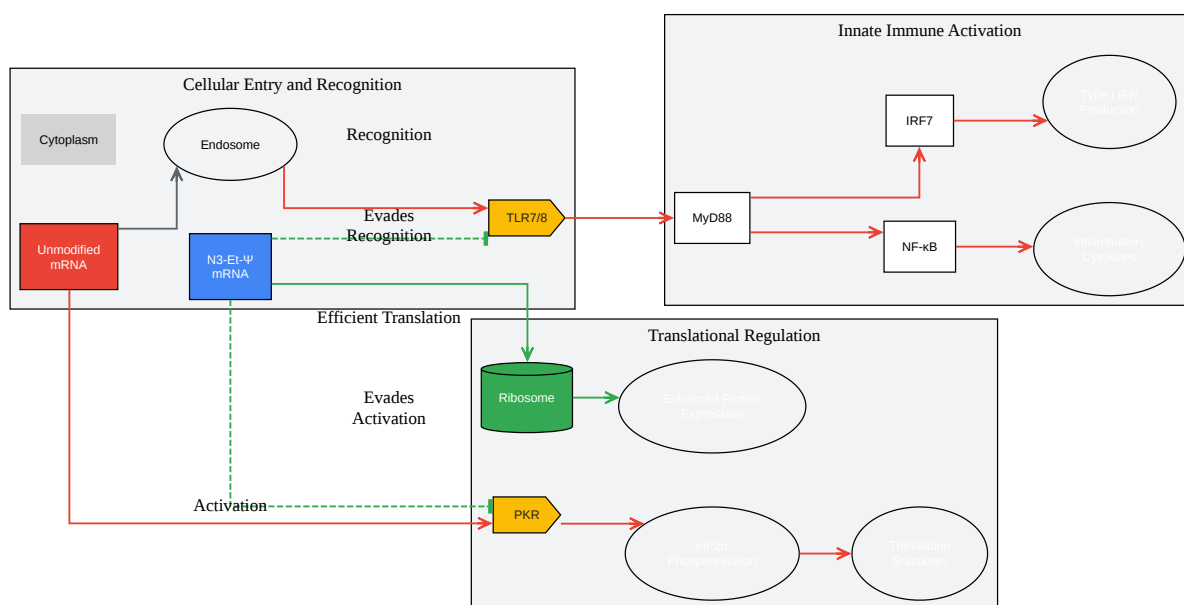 Innate Immune Activation
Cellular Entry and Recognition
Type I IFN
Production
IRF7
Cytoplasm
Endosome
Recognition
TLR7/8
MyD88
Evades
Recognition
Unmodified
mRNA
N3-Et-Ψ
mRNA
NF-κB
Inflammatory
Cytokines
Efficient Translation
Translational Regulation
Ribosome
Enhanced Protein
Expression
Evades
Activation
Activation
PKR
eIF2α
Phosphorylation
Translation
Shutdown